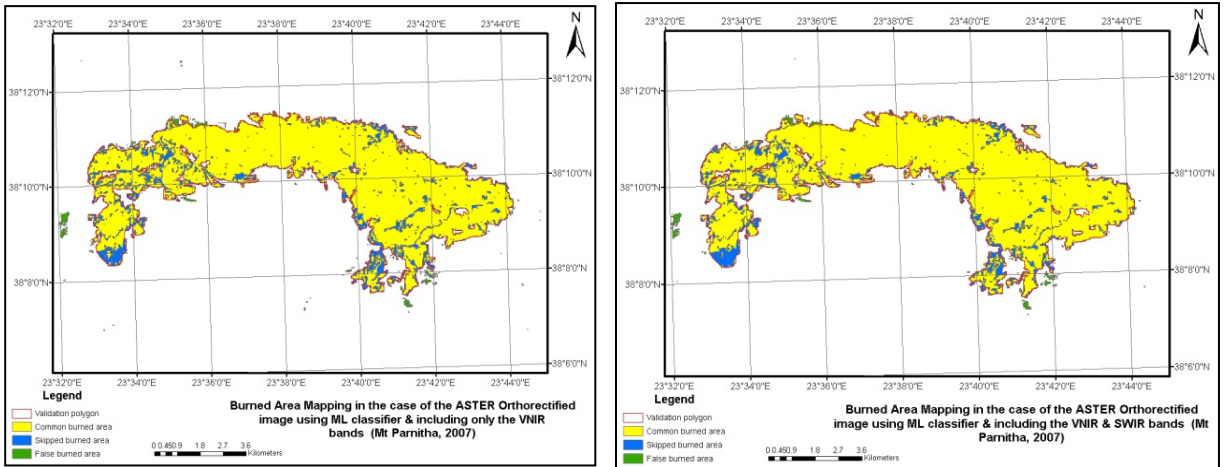 23°32'0"E 23°34'0"E 23°36'0"E 23°38'0"E 23°40'0"E 23°42'0"E 23°44'0"E
N
38°12'0"N
38°12'0"N
38°10'0"N
38°10'0"N
38°8'0"N
38°8'0"N
38°6'0"N
23°32'0"E 23°34'0"E 23°36'0"E 23°38'0"E 23°40'0"E 23°42'0"E 23°44'0"E
Legend
Validation polygon
Common burned area
Skipped burned area
False burned area
Burned Area Mapping in the case of the ASTER Orthorectified
image using ML classifier & including only the VNIR
bands (Mt Parnitha, 2007)
0 0.450.9 1.8 2.7 3.6
Kilometers
23°32'0"E 23°34'0"E 23°36'0"E 23°38'0"E 23°40'0"E 23°42'0"E 23°44'0"E
N
38°12'0"N
38°12'0"N
38°10'0"N
38°10'0"N
38°8'0"N
38°8'0"N
38°6'0"N
23°32'0"E 23°34'0"E 23°36'0"E 23°38'0"E 23°40'0"E 23°42'0"E 23°44'0"E
Legend
Validation polygon
Common burned area
Skipped burned area
False burned area
Burned Area Mapping in the case of the ASTER Orthorectified
image using ML classifier & including the VNIR & SWIR bands (Mt
Parnitha, 2007)
0 0.450.9 1.8 2.7 3.6
Kilometers